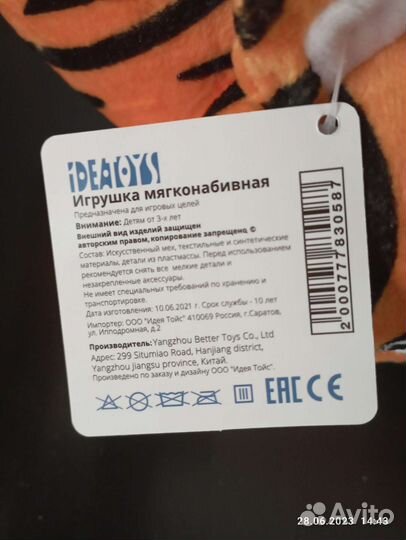 IDEATOYS
Игрушка мягконабивная
Предназначена для игровых целей
Внимание: Детям от 3-х лет
Внешний вид изделий защищен
авторским правом, копирование запрещено ©
Состав: Искусственный мех, текстильные и синтетические
материалы, детали из пластмассы. Перед использованием
рекомендуется снять все мелкие детали и
незакрепленные аксессуары.
Не имеет специальных требований по хранению и
транспортировке.
Дата изготовления: 10.06.2021 г. Срок службы - 10 лет
Импортер: ООО "Идея Тойс" 410069 Россия, г.Саратов,
ул. Ипподромная, д.2
Изготовитель: Yangzhou Better Toys Co., Ltd
Адрес: 299 Situmiao Road, Hanjiang district,
Yangzhou Jiangsu province, Китай.
Произведено по заказу и дизайну ООО "Идея Тойс".
EAC CE
2000777830587
Avito
28.06.2023 14:43